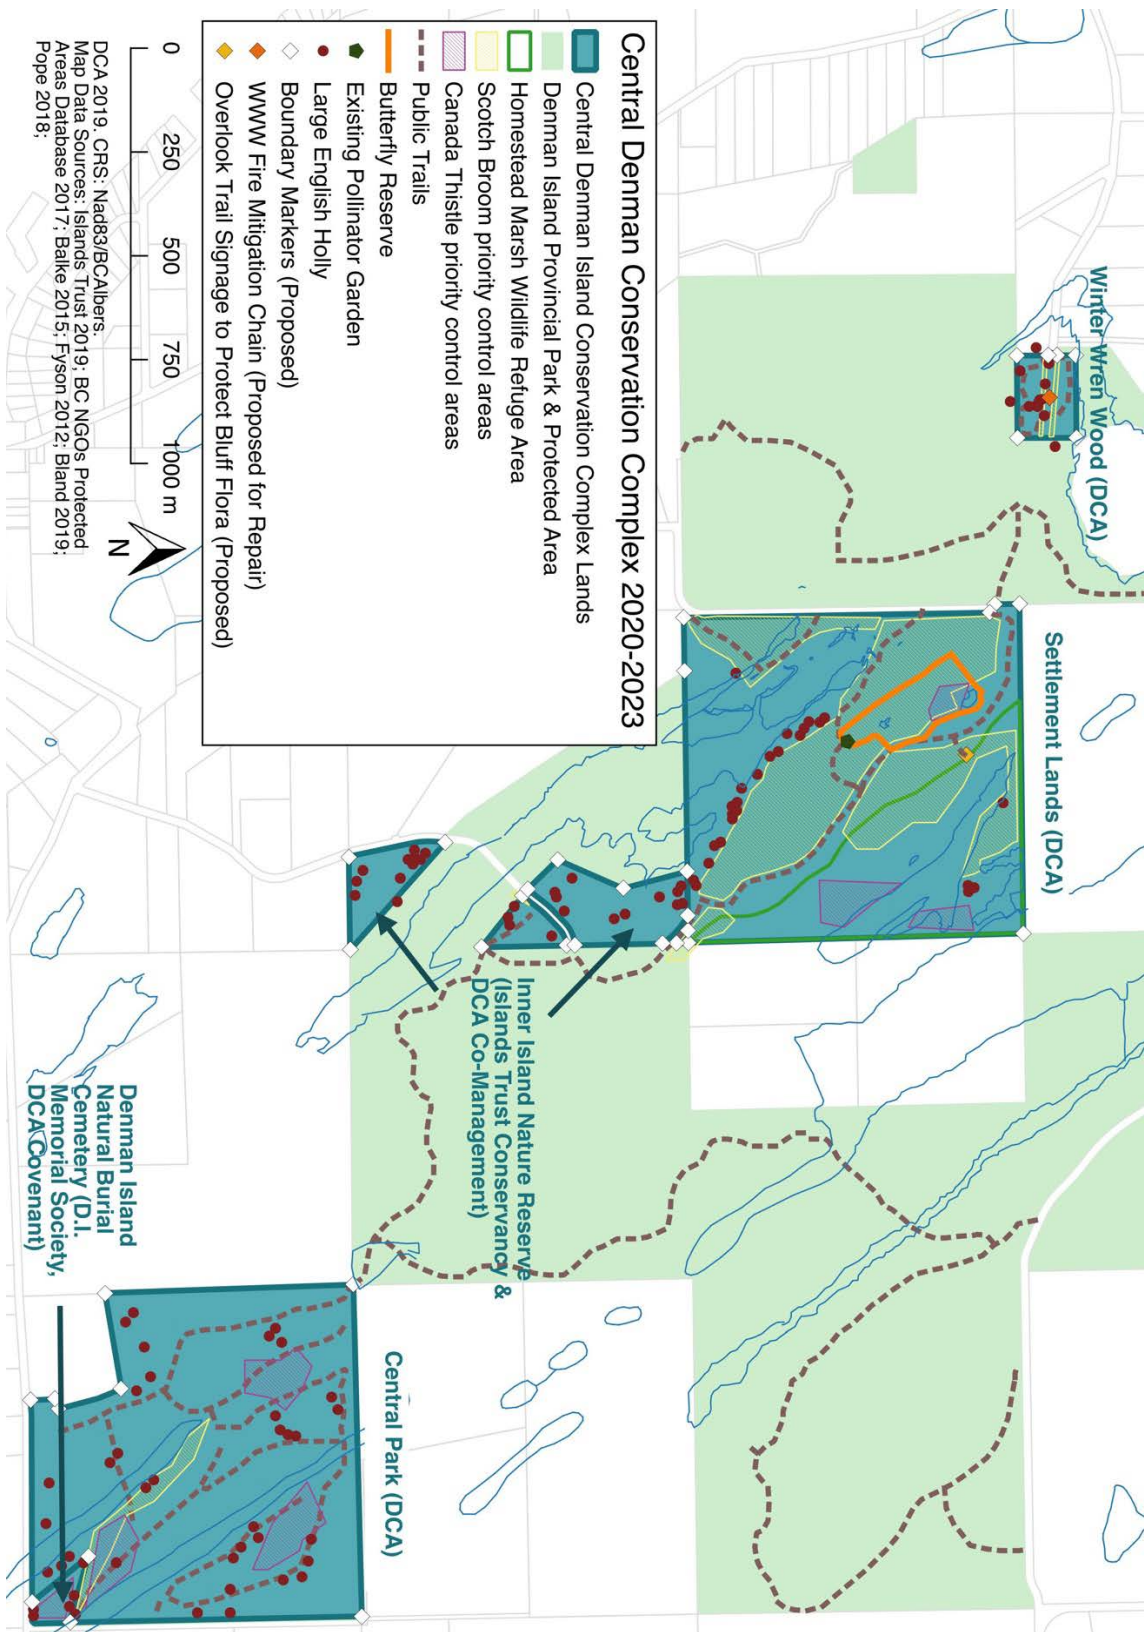 Central Denman Conservation Complex 2020-2023
Central Denman Island Conservation Complex Lands
Denman Island Provincial Park & Protected Area
Homestead Marsh Wildlife Refuge Area
Scotch Broom priority control areas
Canada Thistle priority control areas
Public Trails
Butterfly Reserve
Existing Pollinator Garden
Large English Holly
Boundary Markers (Proposed)
WWW Fire Mitigation Chain (Proposed for Repair)
Overlook Trail Signage to Protect Bluff Flora (Proposed)
0 250 500 750 1000 m
N
DCA 2019. CRS: Nad83/BCAlbers.
Map Data Sources: Islands Trust 2019; BC NGOs Protected
Areas Database 2017; Balke 2015; Fyson 2012; Bland 2019;
Pope 2018;
Winter Wren Wood (DCA)
Settlement Lands (DCA)
Inner Island Nature Reserve
(Islands Trust Conservancy &
DCA Co-Management)
Central Park (DCA)
Denman Island
Natural Burial
Cemetery (D.I.
Memorial Society,
DCA Covenant)